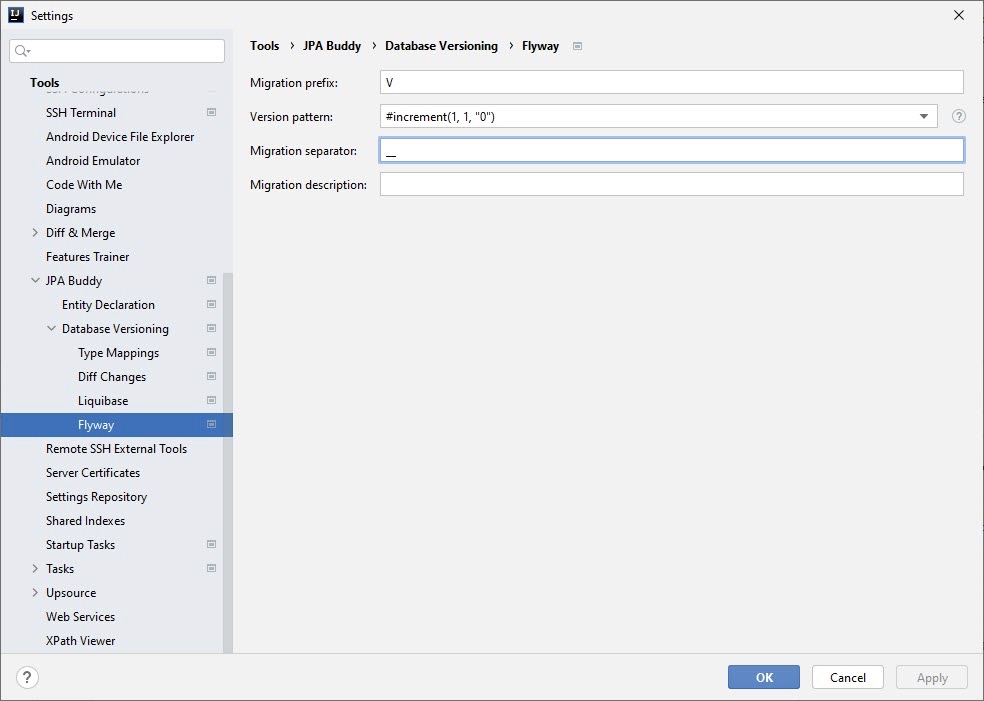 Settings
Tools › JPA Buddy › Database Versioning › Flyway
Migration prefix: V
Version pattern: #increment(1, 1, "0")
Migration separator: __
Migration description:
Tools
SSH Configurations
SSH Terminal
Android Device File Explorer
Android Emulator
Code With Me
Diagrams
Diff & Merge
Features Trainer
JPA Buddy
Entity Declaration
Database Versioning
Type Mappings
Diff Changes
Liquibase
Flyway
Remote SSH External Tools
Server Certificates
Settings Repository
Shared Indexes
Startup Tasks
Tasks
Upsource
Web Services
XPath Viewer
?
OK
Cancel
Apply